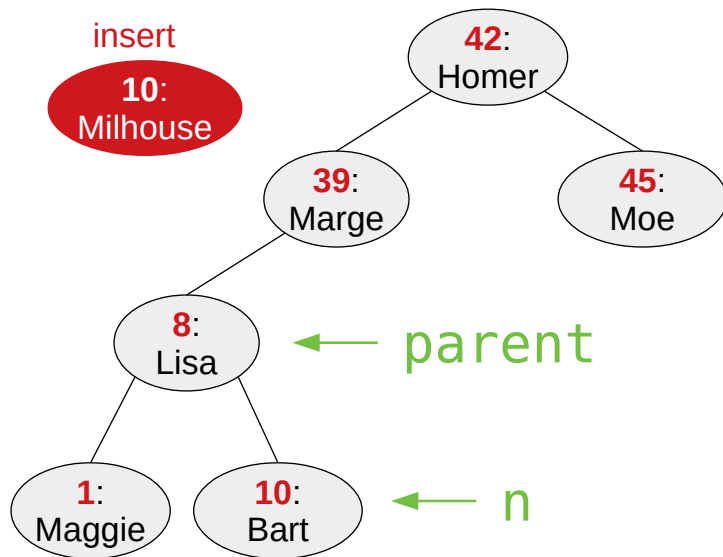 insert
10:
Milhouse
42:
Homer
39:
Marge
45:
Moe
8:
Lisa
parent
1:
Maggie
10:
Bart
n